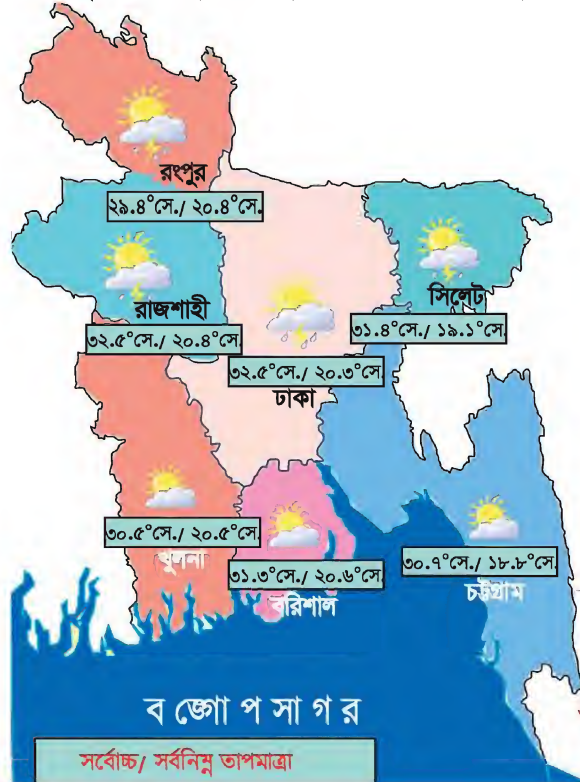 রংপুর
২৯.৪°সে./ ২০.৪°সে.
রাজশাহী
৩২.৫°সে./ ২০.৪°সে.
সিলেট
৩১.৪°সে./ ১৯.১°সে.
৩২.৫°সে./ ২০.৩°সে.
ঢাকা
৩০.৫°সে./ ২০.৫°সে.
খুলনা
৩১.৩°সে./ ২০.৬°সে.
বরিশাল
৩০.৭°সে./ ১৮.৮°সে.
চট্টগ্রাম
ব ঙ্গো প সা গ র
সর্বোচ্চ/ সর্বনিম্ন তাপমাত্রা